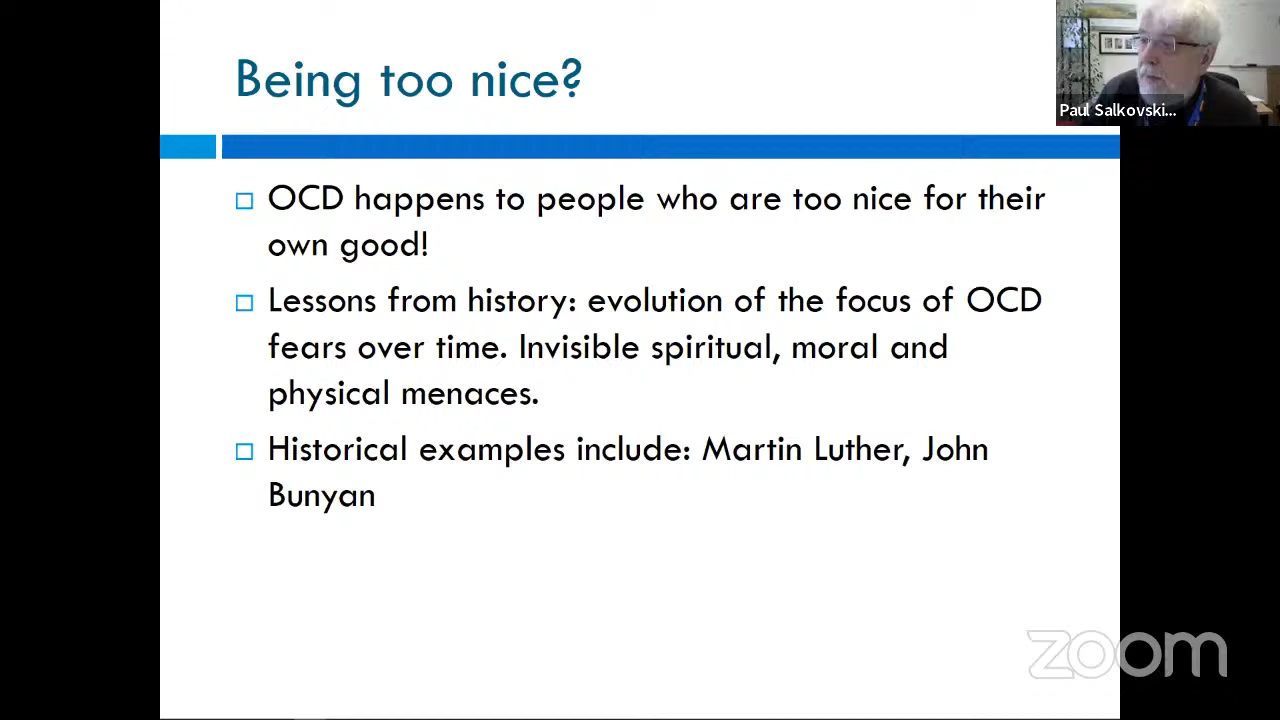 Being too nice?
Paul Salkovski...
OCD happens to people who are too nice for their
own good!
Lessons from history: evolution of the focus of OCD
fears over time. Invisible spiritual, moral and
physical menaces.
Historical examples include: Martin Luther, John
Bunyan
zoom